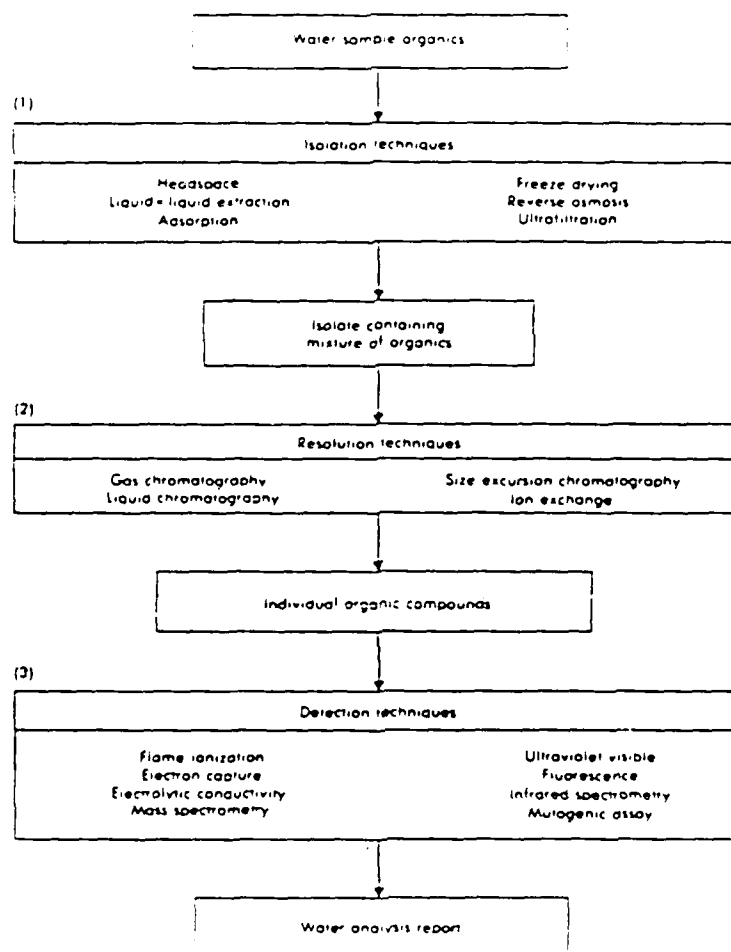 Water sample organics
(1)
Isolation techniques
Headspace
Liquid-liquid extraction
Adsorption
Freeze drying
Reverse osmosis
Ultrafiltration
Isolate containing
mixture of organics
(2)
Resolution techniques
Gas chromatography
Liquid chromatography
Size excursion chromatography
Ion exchange
Individual organic compounds
(3)
Detection techniques
Flame ionization
Electron capture
Electrolytic conductivity
Mass spectrometry
Ultraviolet visible
Fluorescence
Infrared spectrometry
Mutagenic assay
Water analysis report